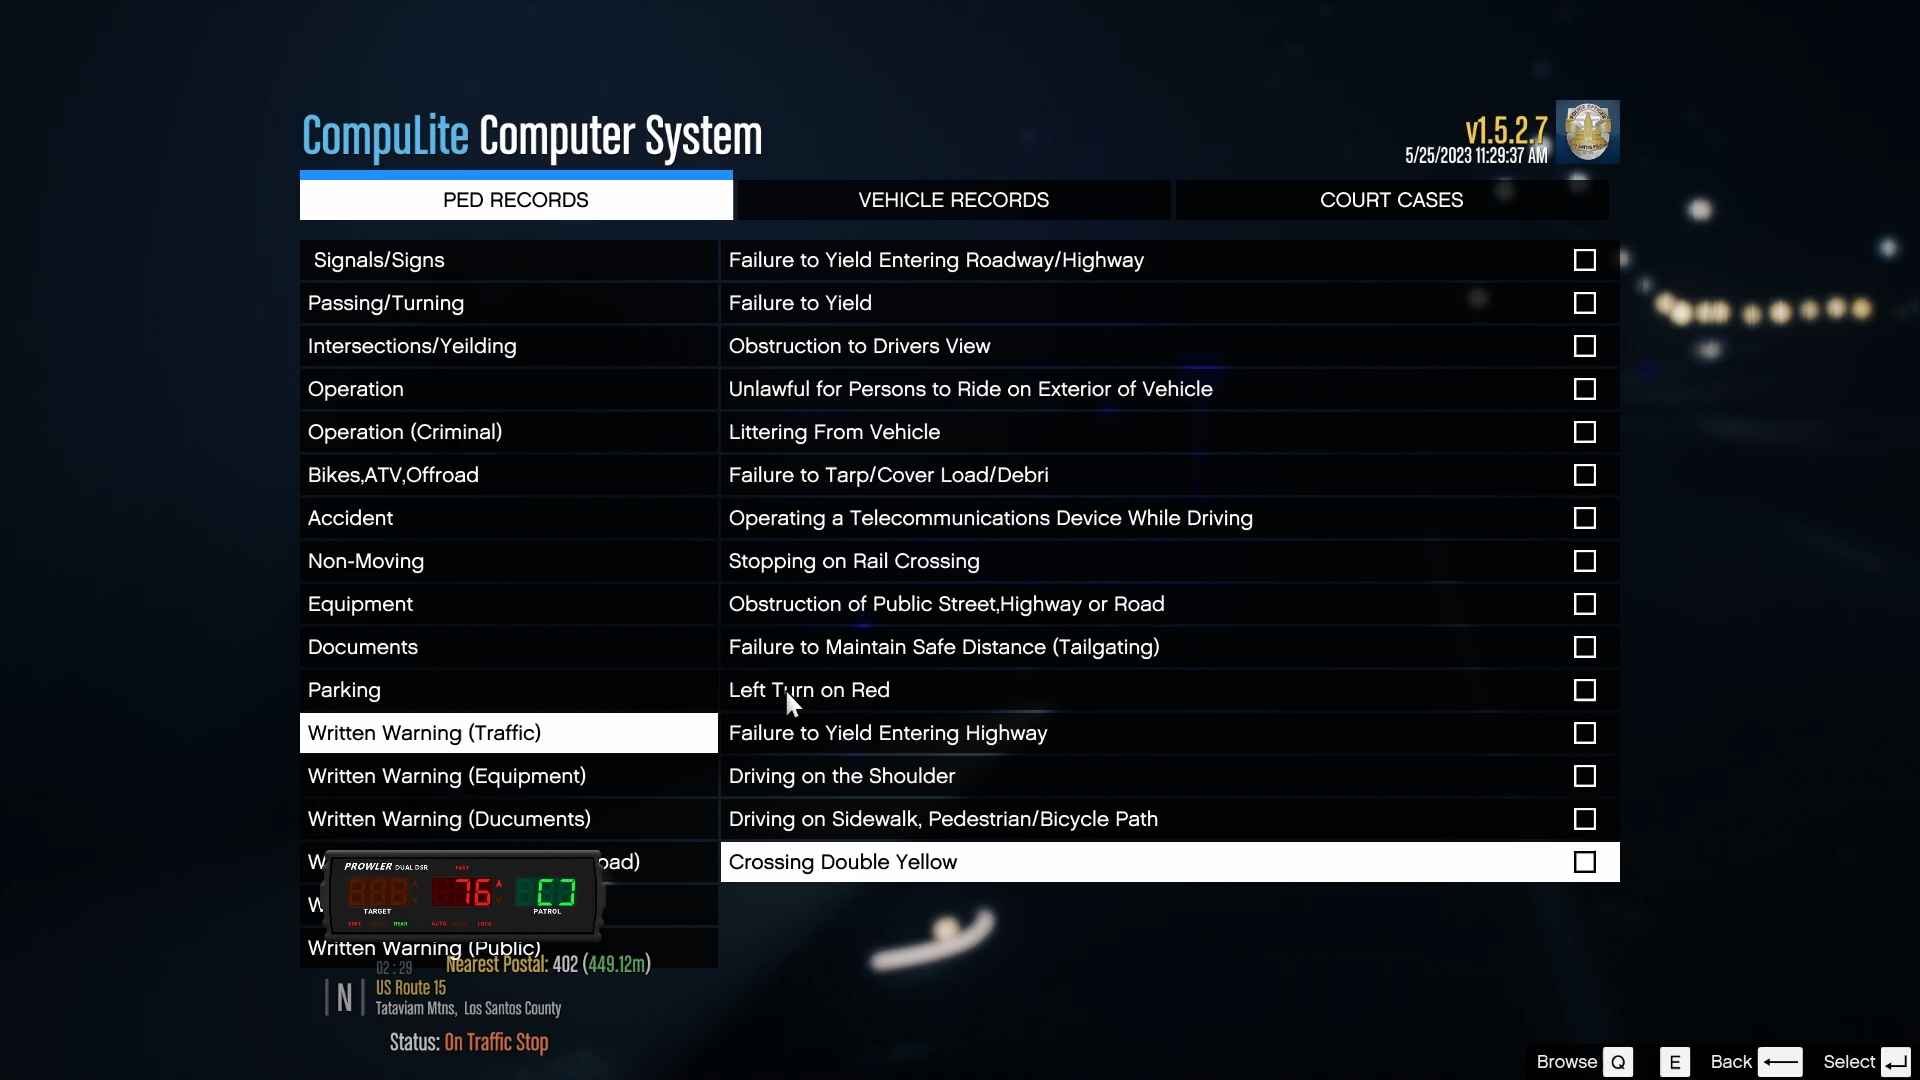 CompuLite Computer System
v1.5.2.7
5/25/2023 11:29:37 AM
PED RECORDS
VEHICLE RECORDS
COURT CASES
Signals/Signs
Passing/Turning
Intersections/Yeilding
Operation
Operation (Criminal)
Bikes,ATV,Offroad
Accident
Non-Moving
Equipment
Documents
Parking
Written Warning (Traffic)
Written Warning (Equipment)
Written Warning (Ducuments)
Written Warning (Public)
Failure to Yield Entering Roadway/Highway
Failure to Yield
Obstruction to Drivers View
Unlawful for Persons to Ride on Exterior of Vehicle
Littering From Vehicle
Failure to Tarp/Cover Load/Debri
Operating a Telecommunications Device While Driving
Stopping on Rail Crossing
Obstruction of Public Street,Highway or Road
Failure to Maintain Safe Distance (Tailgating)
Left Turn on Red
Failure to Yield Entering Highway
Driving on the Shoulder
Driving on Sidewalk, Pedestrian/Bicycle Path
Crossing Double Yellow
PROWLER DUAL DSR
FAST
76
TARGET
PATROL
XMIT REAR AUTO LOCK
02 : 29
Nearest Postal: 402 (449.12m)
N
US Route 15
Tataviam Mtns, Los Santos County
Status: On Traffic Stop
Browse Q E Back Select